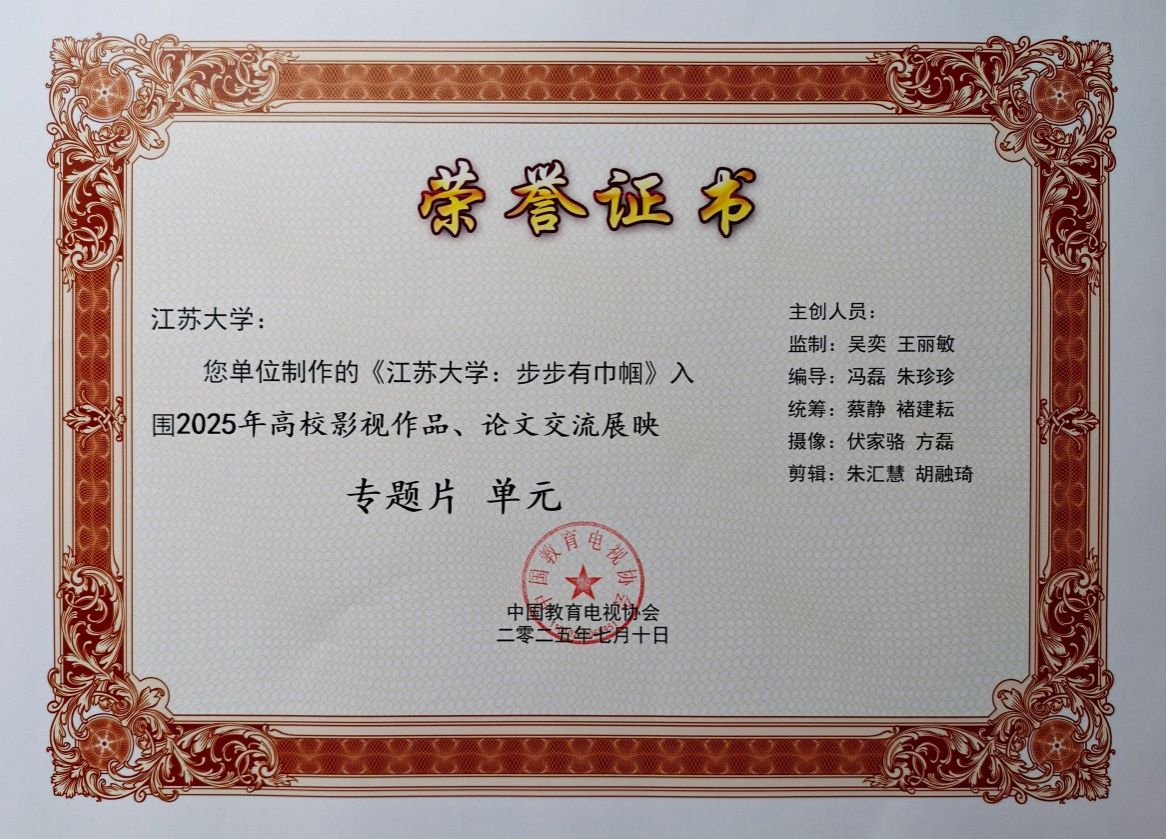 荣誉证书
江苏大学：
您单位制作的《江苏大学：步步有巾帼》入
围2025年高校影视作品、论文交流展映
专题片 单元
主创人员：
监制：吴奕 王丽敏
编导：冯磊 朱珍珍
统筹：蔡静 褚建耘
摄像：伏家骆 方磊
剪辑：朱汇慧 胡融琦
中国教育电视协会
中国教育电视协会
二零二五年七月十日